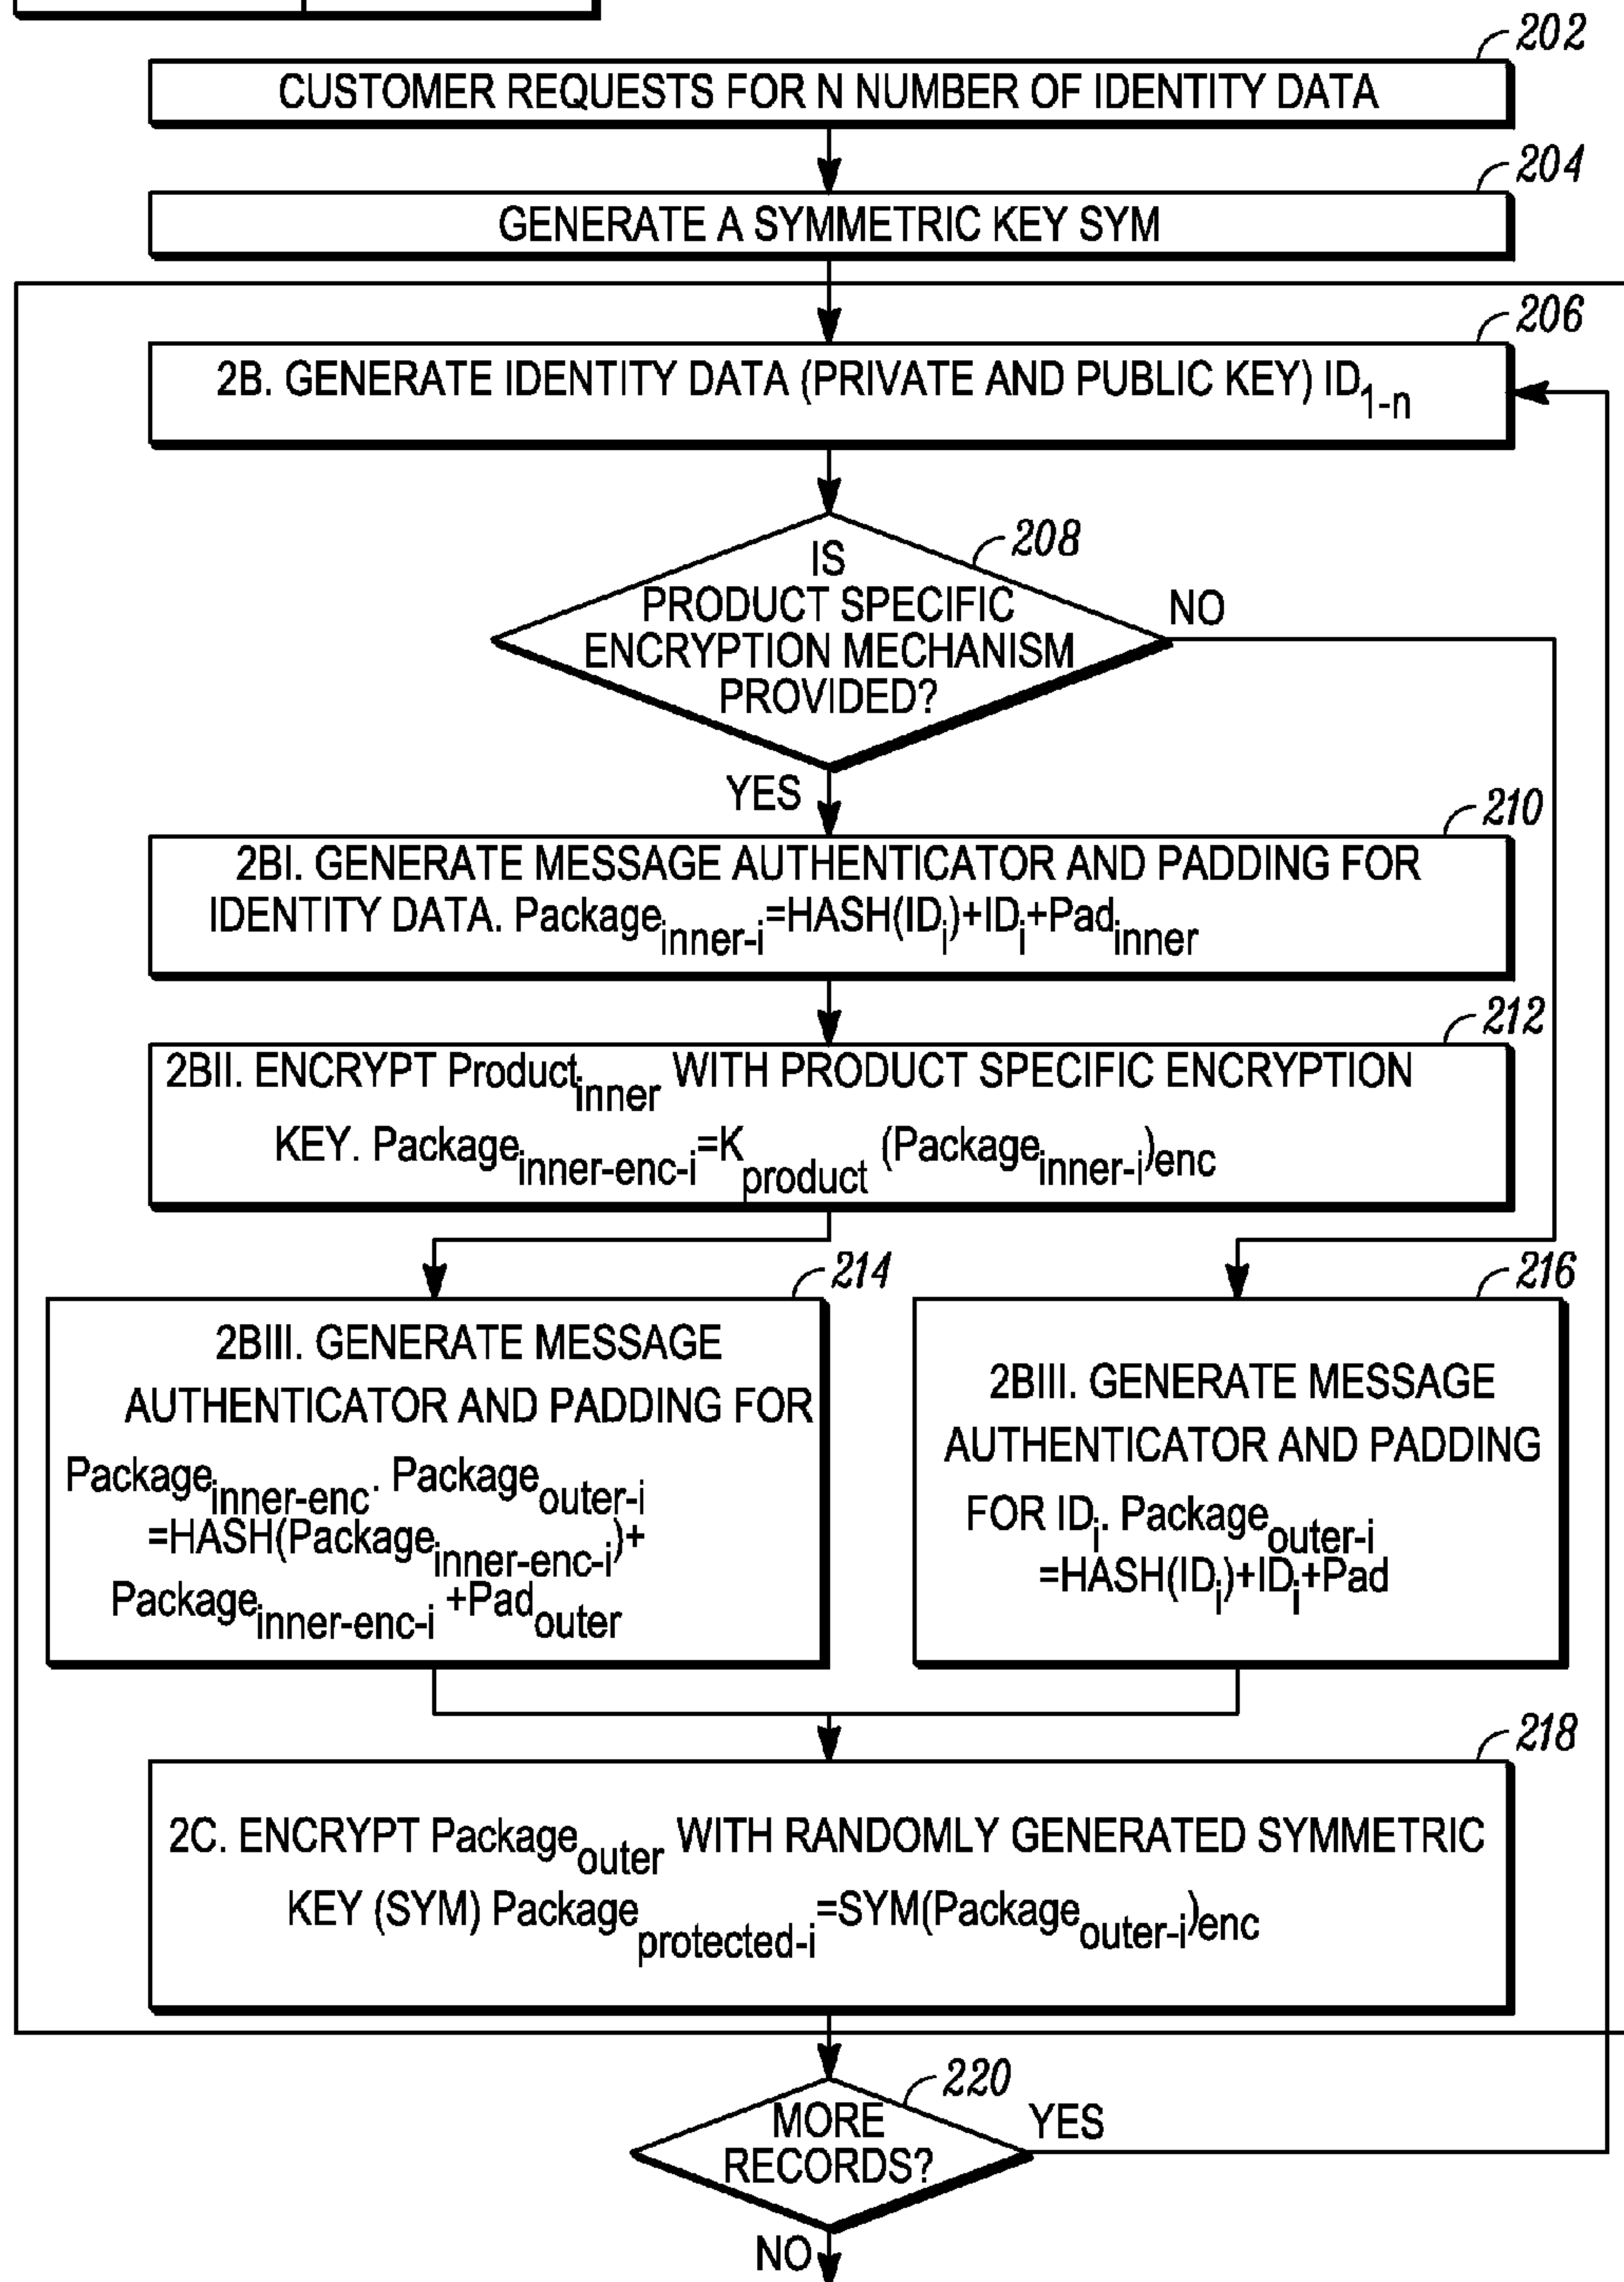 202
CUSTOMER REQUESTS FOR N NUMBER OF IDENTITY DATA
204
GENERATE A SYMMETRIC KEY SYM
206
2B. GENERATE IDENTITY DATA (PRIVATE AND PUBLIC KEY) ID1-n
208
IS
PRODUCT SPECIFIC
ENCRYPTION MECHANISM
PROVIDED?
NO
YES
210
2BI. GENERATE MESSAGE AUTHENTICATOR AND PADDING FOR
IDENTITY DATA. Packageinner-i=HASH(IDi)+IDi+Padinner
212
2BII. ENCRYPT Productinner WITH PRODUCT SPECIFIC ENCRYPTION
KEY. Packageinner-enc-i=Kproduct (Packageinner-i)enc
214
2BIII. GENERATE MESSAGE
AUTHENTICATOR AND PADDING FOR
Packageinner-enc. Packageouter-i
=HASH(Packageinner-enc-i)+
Packageinner-enc-i +Padouter
216
2BIII. GENERATE MESSAGE
AUTHENTICATOR AND PADDING
FOR IDi. Packageouter-i
=HASH(IDi)+IDi+Pad
218
2C. ENCRYPT Packageouter WITH RANDOMLY GENERATED SYMMETRIC
KEY (SYM) Packageprotected-i=SYM(Packageouter-i)enc
220
MORE
RECORDS?
YES
NO